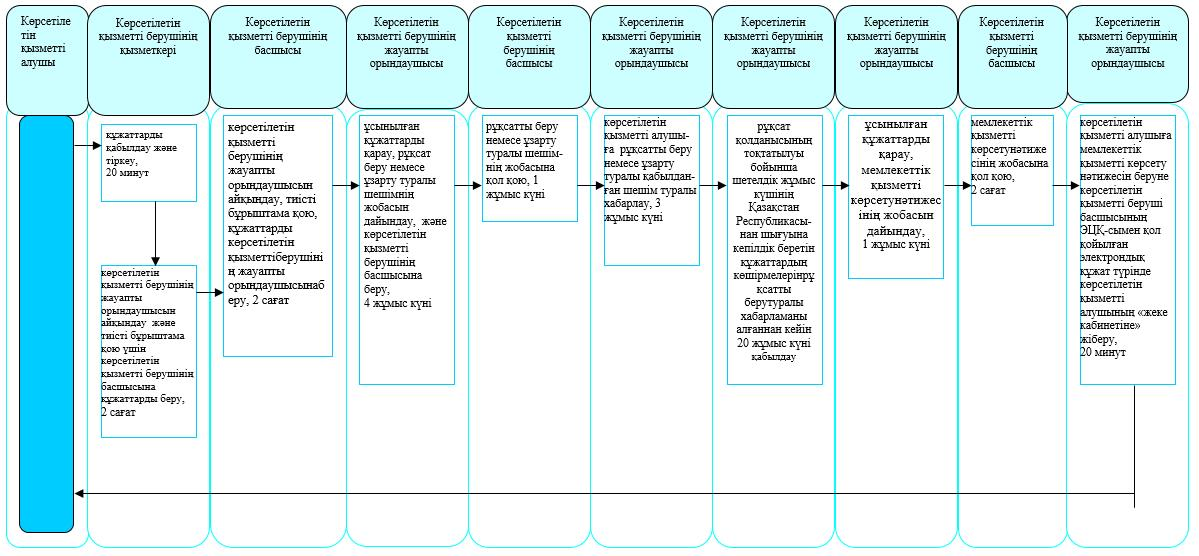 Көрсетіле
тін
қызметті
алушы
Көрсетілетін
қызметті берушінің
қызметкері
Көрсетілетін
қызметті берушінің
басшысы
Көрсетілетін
қызметті берушінің
жауапты
орындаушысы
Көрсетілетін
қызметті
берушінің
басшысы
Көрсетілетін
қызметті берушінің
жауапты
орындаушысы
Көрсетілетін
қызметті берушінің
жауапты
орындаушысы
Көрсетілетін
қызметті берушінің
жауапты
орындаушысы
Көрсетілетін
қызметті
берушінің
басшысы
Көрсетілетін
қызметті берушінің
жауапты
орындаушысы
құжаттарды
қабылдау және
тіркеу,
20 минут
көрсетілетін
қызметті берушінің
жауапты
орындаушысын
айқындау  және
тиісті бұрыштама
қою үшін
көрсетілетін
қызметті берушінің
басшысына
құжаттарды беру,
2 сағат
көрсетілетін
қызметті
берушінің
жауапты
орындаушысын
айқындау, тиісті
бұрыштама қою,
құжаттарды
көрсетілетін
қызметтіберушіні
ң жауапты
орындаушысынаб
еру, 2 сағат
ұсынылған
құжаттарды
қарау, рұқсат
беру немесе
ұзарту туралы
шешімнің
жобасын
дайындау,  және
көрсетілетін
қызметті
берушінің
басшысына
беру,
4 жұмыс күні
рұқсатты беру
немесе ұзарту
туралы шешім-
нің жобасына
қол қою, 1
жұмыс күні
көрсетілетін
қызметті алушы-
ға  рұқсатты беру
немесе ұзарту
туралы қабылдан-
ған шешім туралы
хабарлау, 3
жұмыс күні
рұқсат
қолданысының
тоқтатылуы
бойынша
шетелдік жұмыс
күшінің
Қазақстан
Республикасы-
нан шығуына
кепілдік беретін
құжаттардың
көшірмелерінрұ
қсатты
берутуралы
хабарламаны
алғаннан кейін
20 жұмыс күні
қабылдау
ұсынылған
құжаттарды
қарау,
мемлекеттік
қызметті
көрсетунәтижес
інің жобасын
дайындау,
1 жұмыс күні
мемлекеттік
қызметті
көрсетунәтиже
сінің жобасына
қол қою,
2 сағат
көрсетілетін
қызметті алушыға
мемлекеттік
қызметті көрсету
нәтижесін беруне
көрсетілетін
қызметті беруші
басшысының
ЭЦҚ-сымен қол
қойылған
электрондық
құжат түрінде
көрсетілетін
қызметті
алушының «жеке
кабинетіне»
жіберу,
20 минут